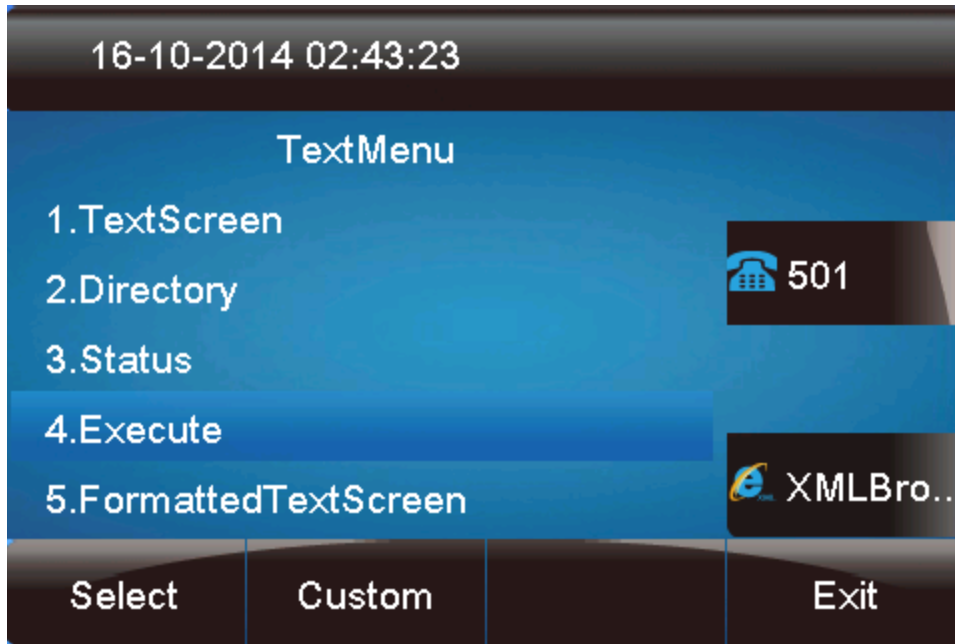 16-10-2014 02:43:23
TextMenu
1.TextScreen
2.Directory
3.Status
4.Execute
5.FormattedTextScreen
501
XMLBro..
Select Custom Exit